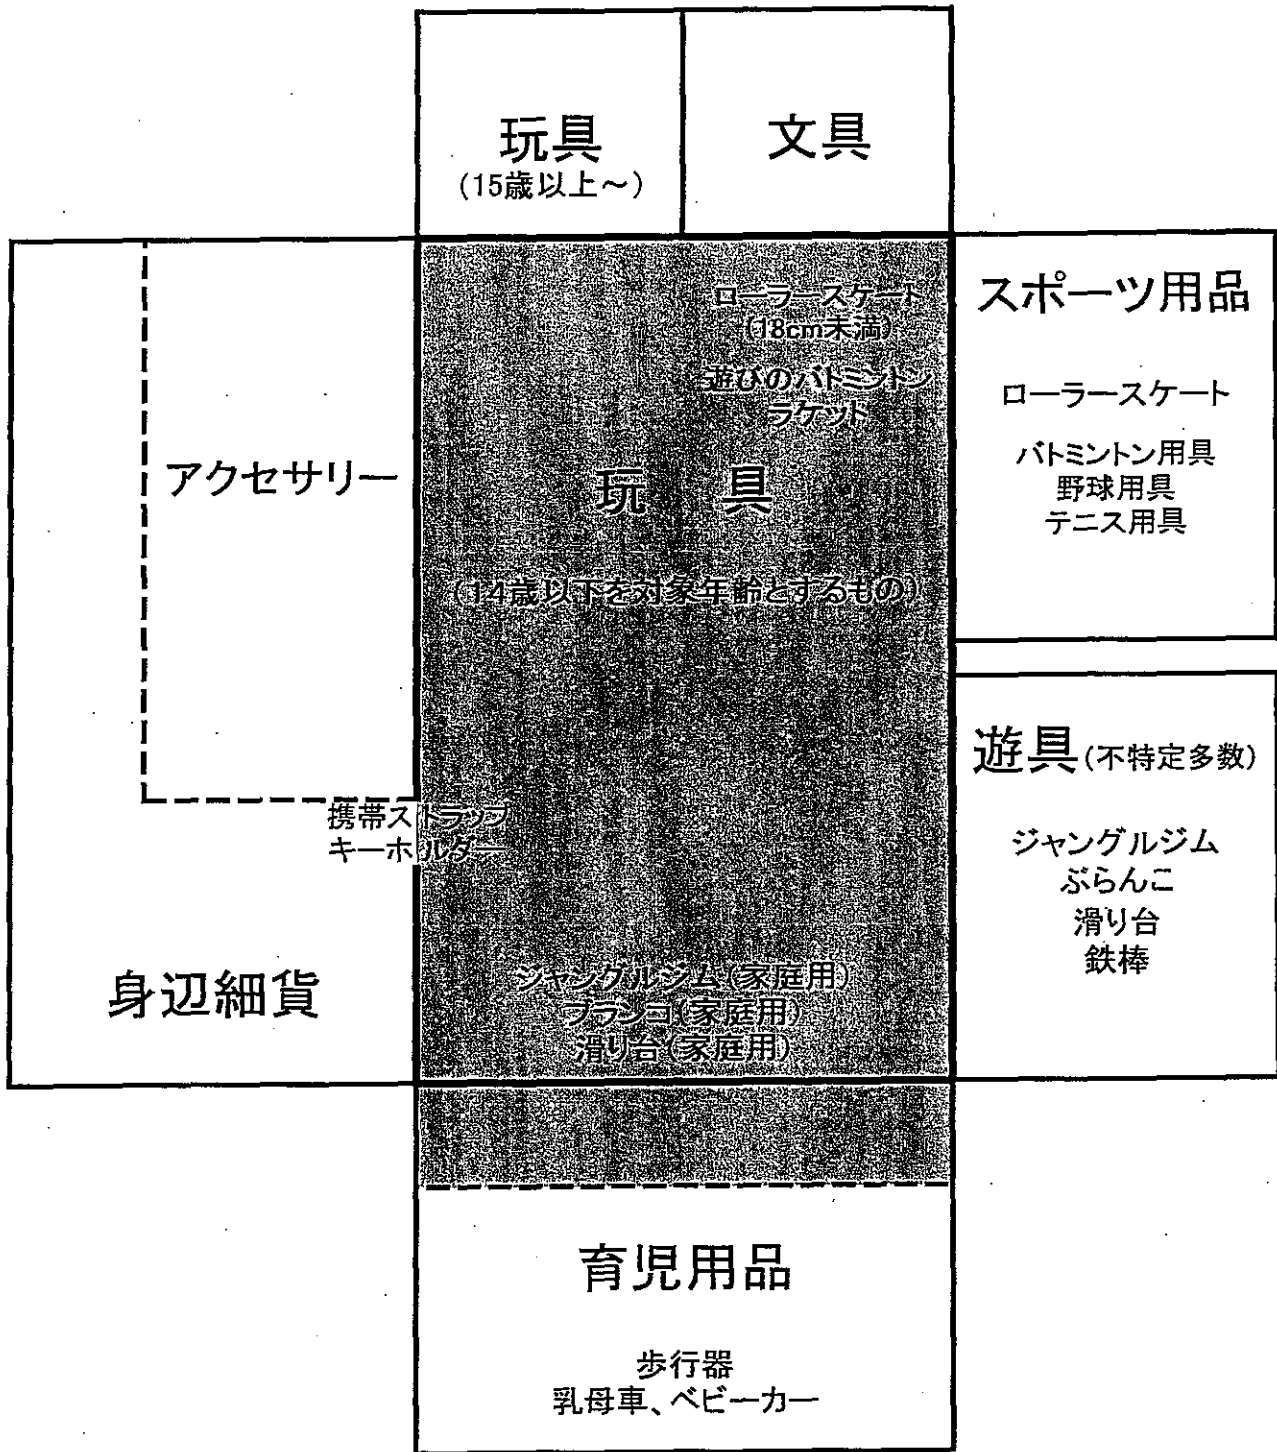 玩具
(15歳以上～)
文具
ローラースケート
(18cm未満)
遊びのバトミントン
ラケット
スポーツ用品
ローラースケート
バトミントン用具
野球用具
テニス用具
アクセサリー
玩 具
(14歳以下を対象年齢とするもの)
遊具(不特定多数)
ジャングルジム
ぶらんこ
滑り台
鉄棒
携帯ストラップ
キーホルダー
身辺細貨
ジャングルジム(家庭用)
ブランコ(家庭用)
滑り台(家庭用)
育児用品
歩行器
乳母車、ベビーカー